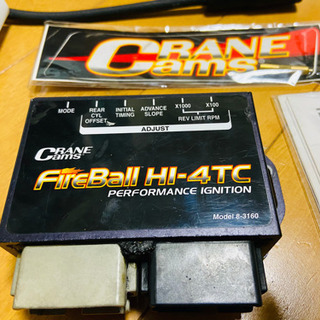 CRANE
Cams
MODE
REAR CYL OFFSET
INITIAL TIMING
ADVANCE SLOPE
X1000
X100
REV LIMIT RPM
ADJUST
CRANE
Cams
FireBall HI-4TC
PERFORMANCE IGNITION
Model 8-3160